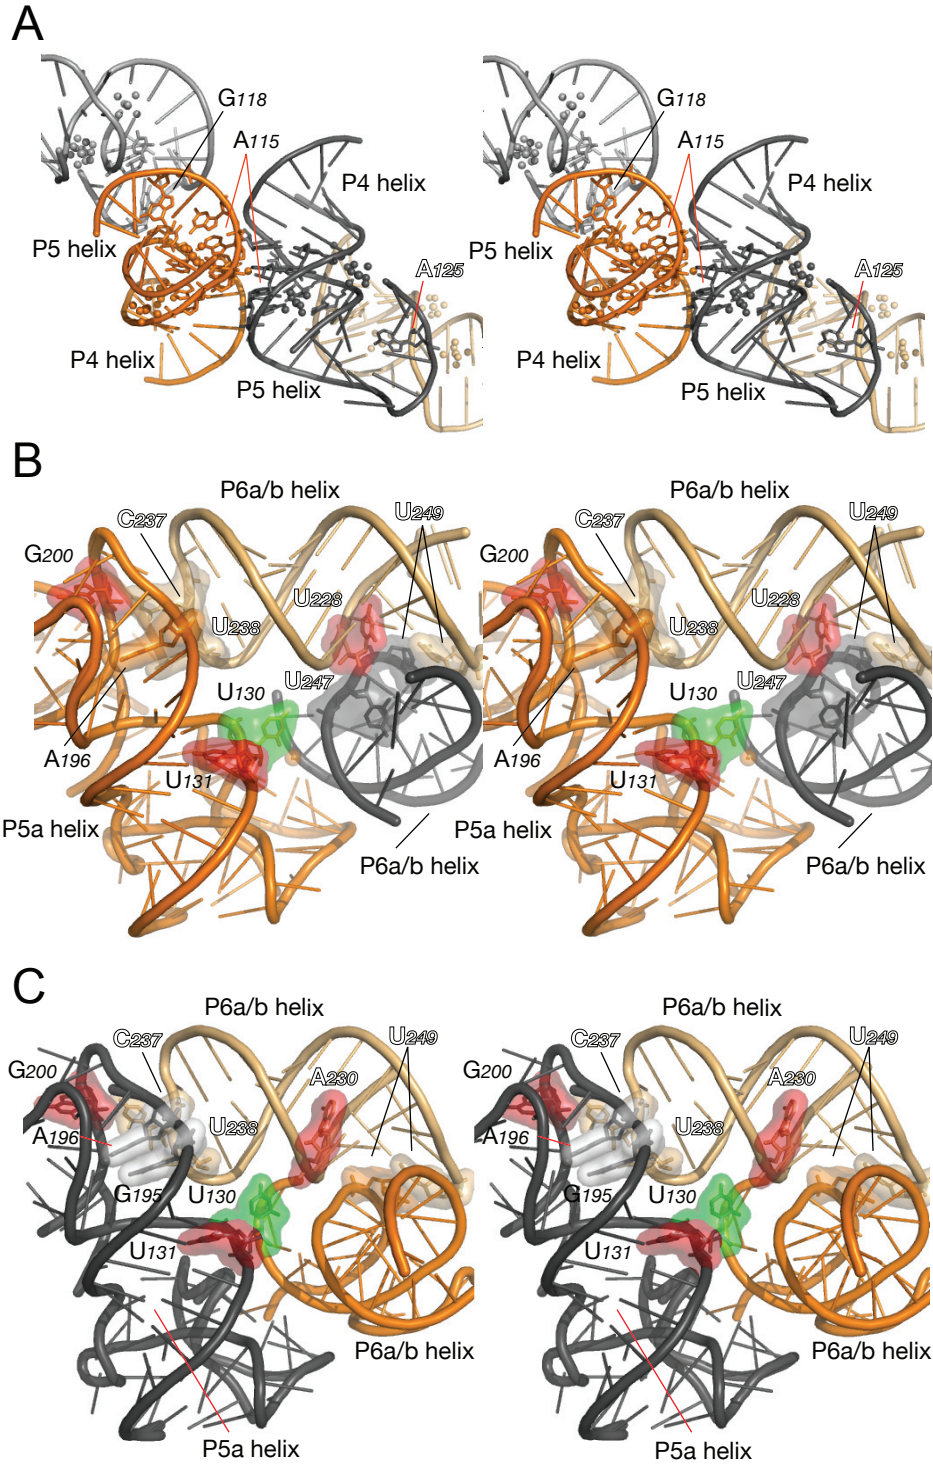 A
G118 G118
A115 A115
P4 helix P4 helix
P5 helix P5 helix
A125 A125
P4 helix P4 helix
P5 helix P5 helix
B
P6a/b helix P6a/b helix
C237 U249 C237 U249
G200 G200
U228 U228
U238 U238
U247 U247
U130 U130
A196 A196
U131 U131
P5a helix P5a helix
P6a/b helix P6a/b helix
C
P6a/b helix P6a/b helix
C237 U249 C237 U249
G200 A230 G200 A230
A196 U238 A196 U238
G195 U130 G195 U130
U131 U131
P6a/b helix P6a/b helix
P5a helix P5a helix